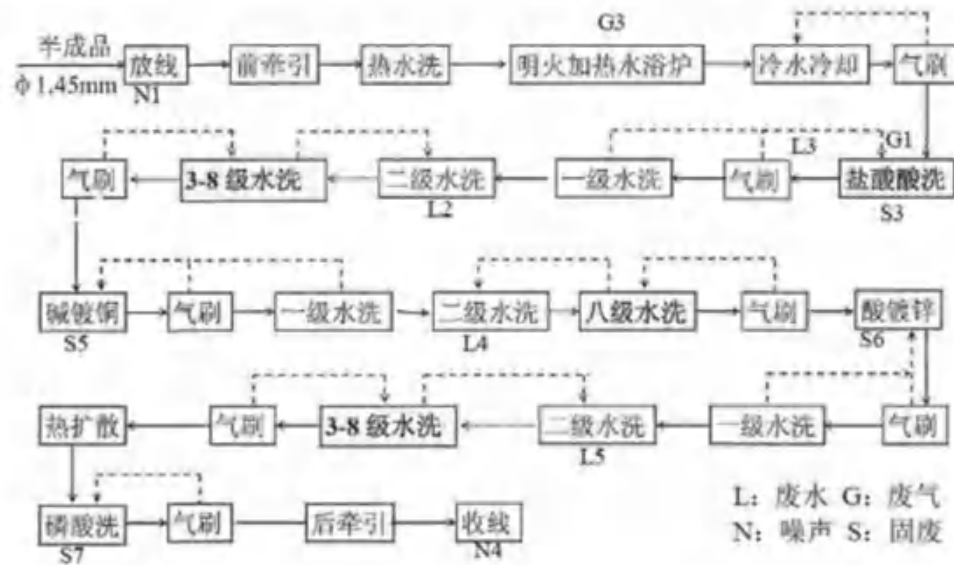 G3
半成品
φ1.45mm
放线 前牵引 热水洗 明火加热水浴炉 冷水冷却 气刷
N1
L3 G1
气刷 3-8级水洗 二级水洗 一级水洗 气刷 盐酸酸洗
L2 S3
碱镀铜 气刷 一级水洗 二级水洗 八级水洗 气刷 酸镀锌
S5 L4 S6
热扩散 气刷 3-8级水洗 二级水洗 一级水洗 气刷
L5
L：废水 G：废气
磷酸洗 气刷 后牵引 收线
N：噪声 S：固废
S7 N4